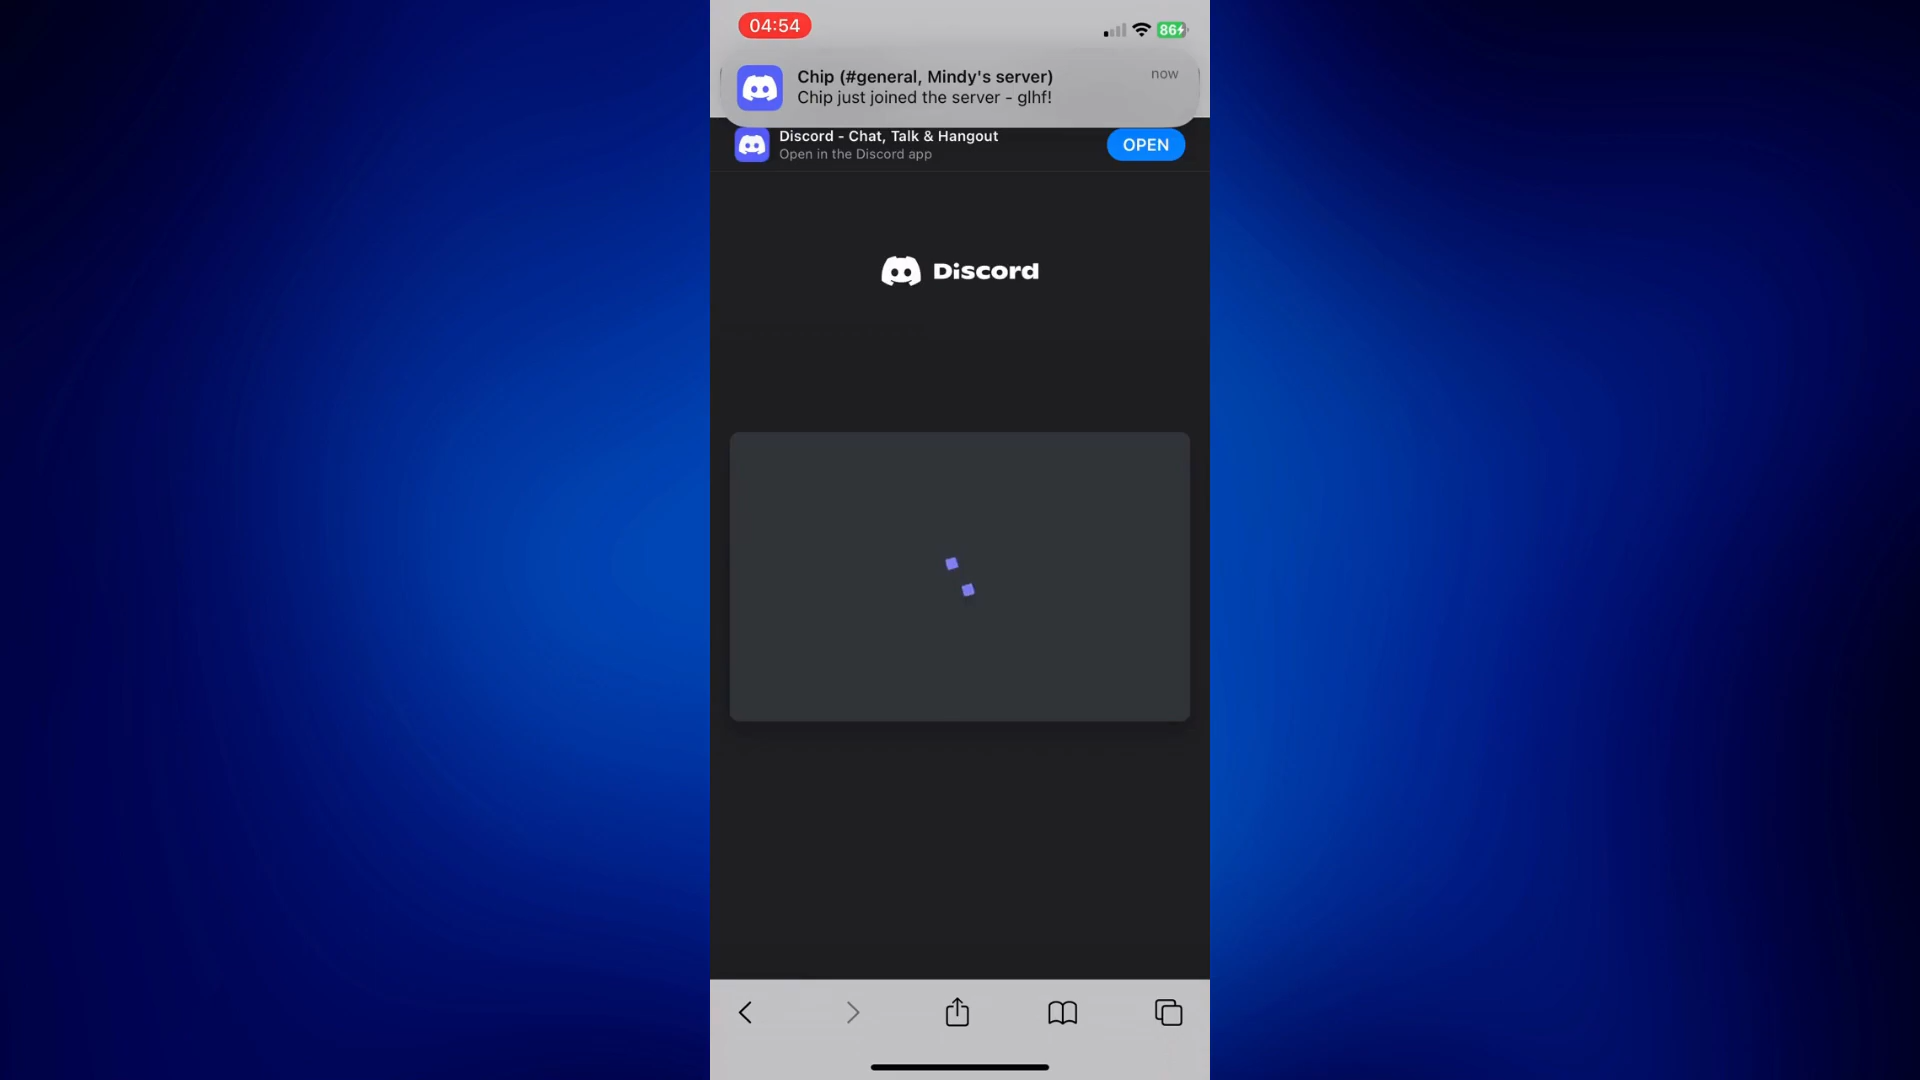 04:54
86
Chip (#general, Mindy's server)
now
Chip just joined the server - glhf!
Discord - Chat, Talk & Hangout
Open in the Discord app
OPEN
Discord